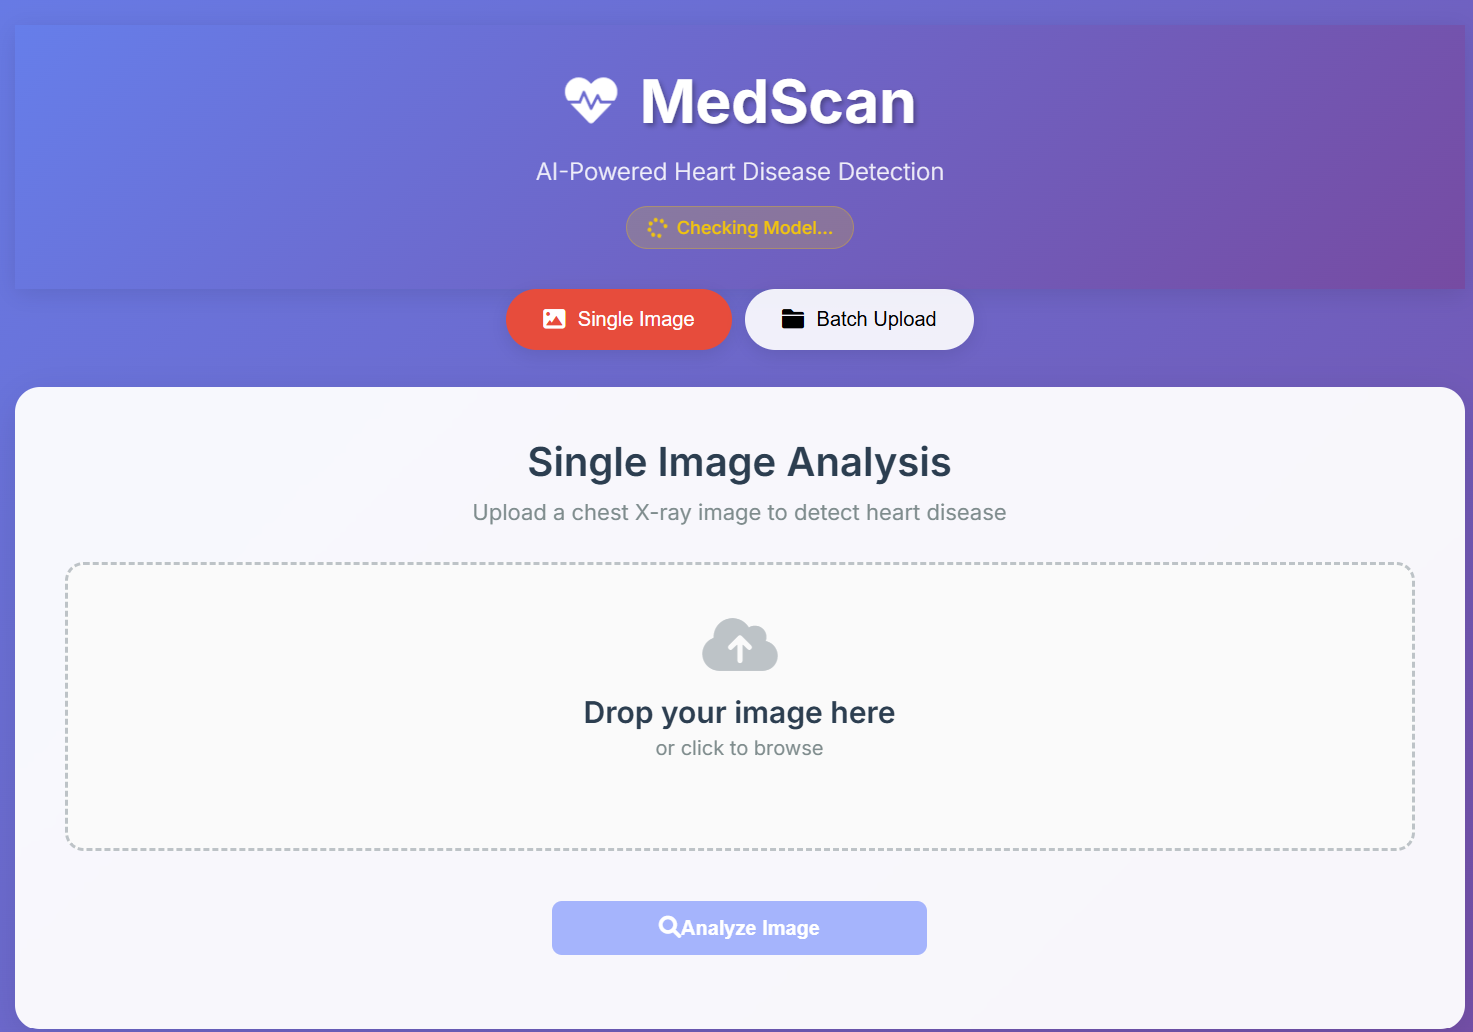 MedScan
AI-Powered Heart Disease Detection
Checking Model...
Single Image
Batch Upload
Single Image Analysis
Upload a chest X-ray image to detect heart disease
Drop your image here
or click to browse
Analyze Image